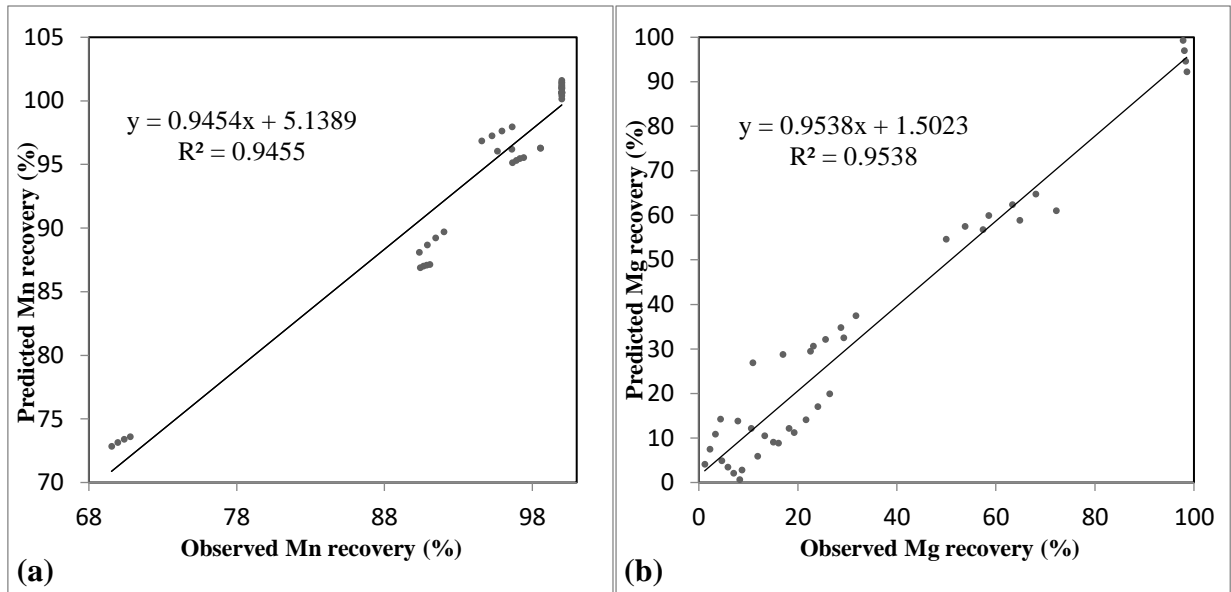 105
100
95
90
85
80
75
70
68
78
88
98
Predicted Mn recovery (%)
Observed Mn recovery (%)
y = 0.9454x + 5.1389
R² = 0.9455
(a)
100
90
80
70
60
50
40
30
20
10
0
0
20
40
60
80
100
Predicted Mg recovery (%)
Observed Mg recovery (%)
y = 0.9538x + 1.5023
R² = 0.9538
(b)